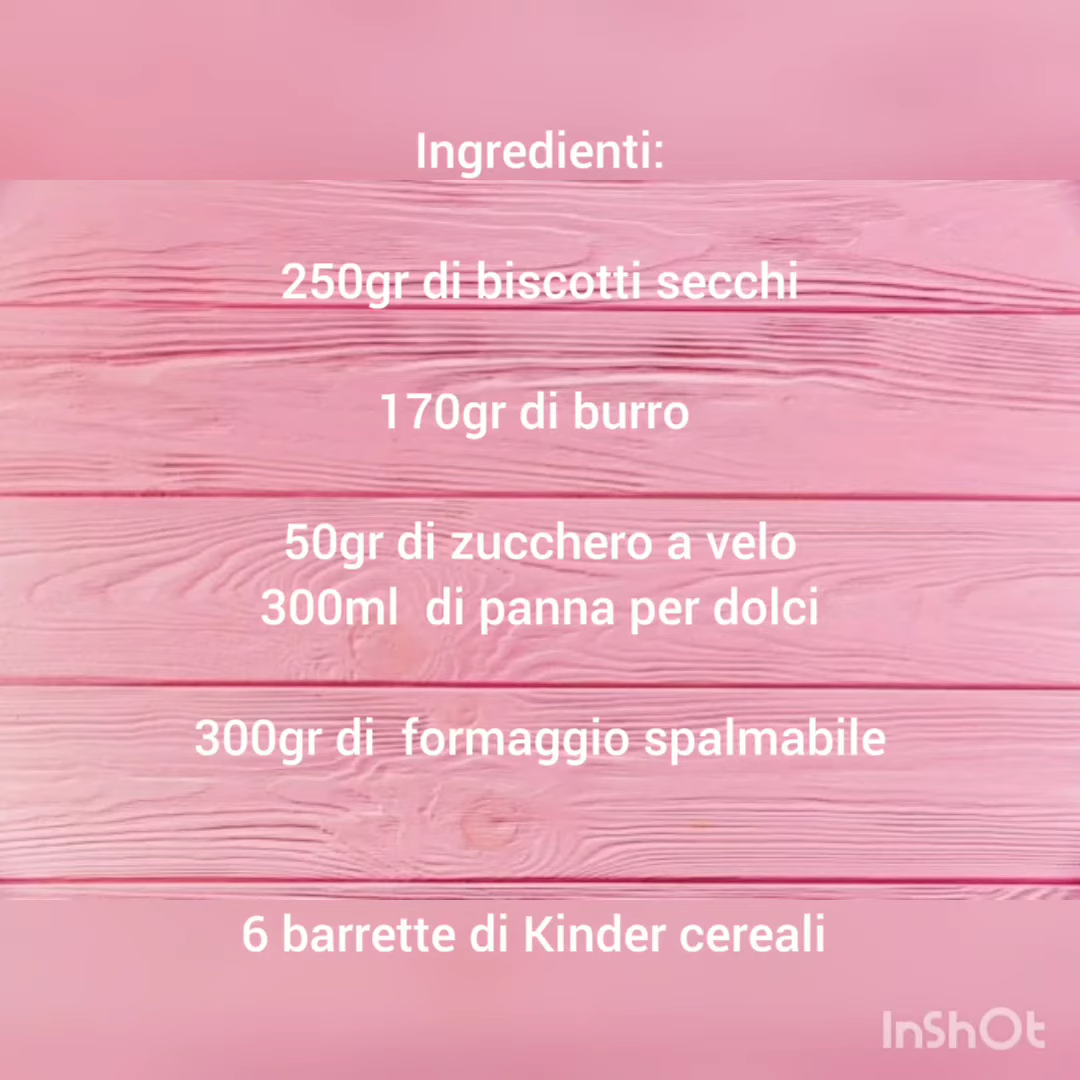 Ingredienti:
250gr di biscotti secchi
170gr di burro
50gr di zucchero a velo
300ml  di panna per dolci
300gr di  formaggio spalmabile
6 barrette di Kinder cereali
InShOt